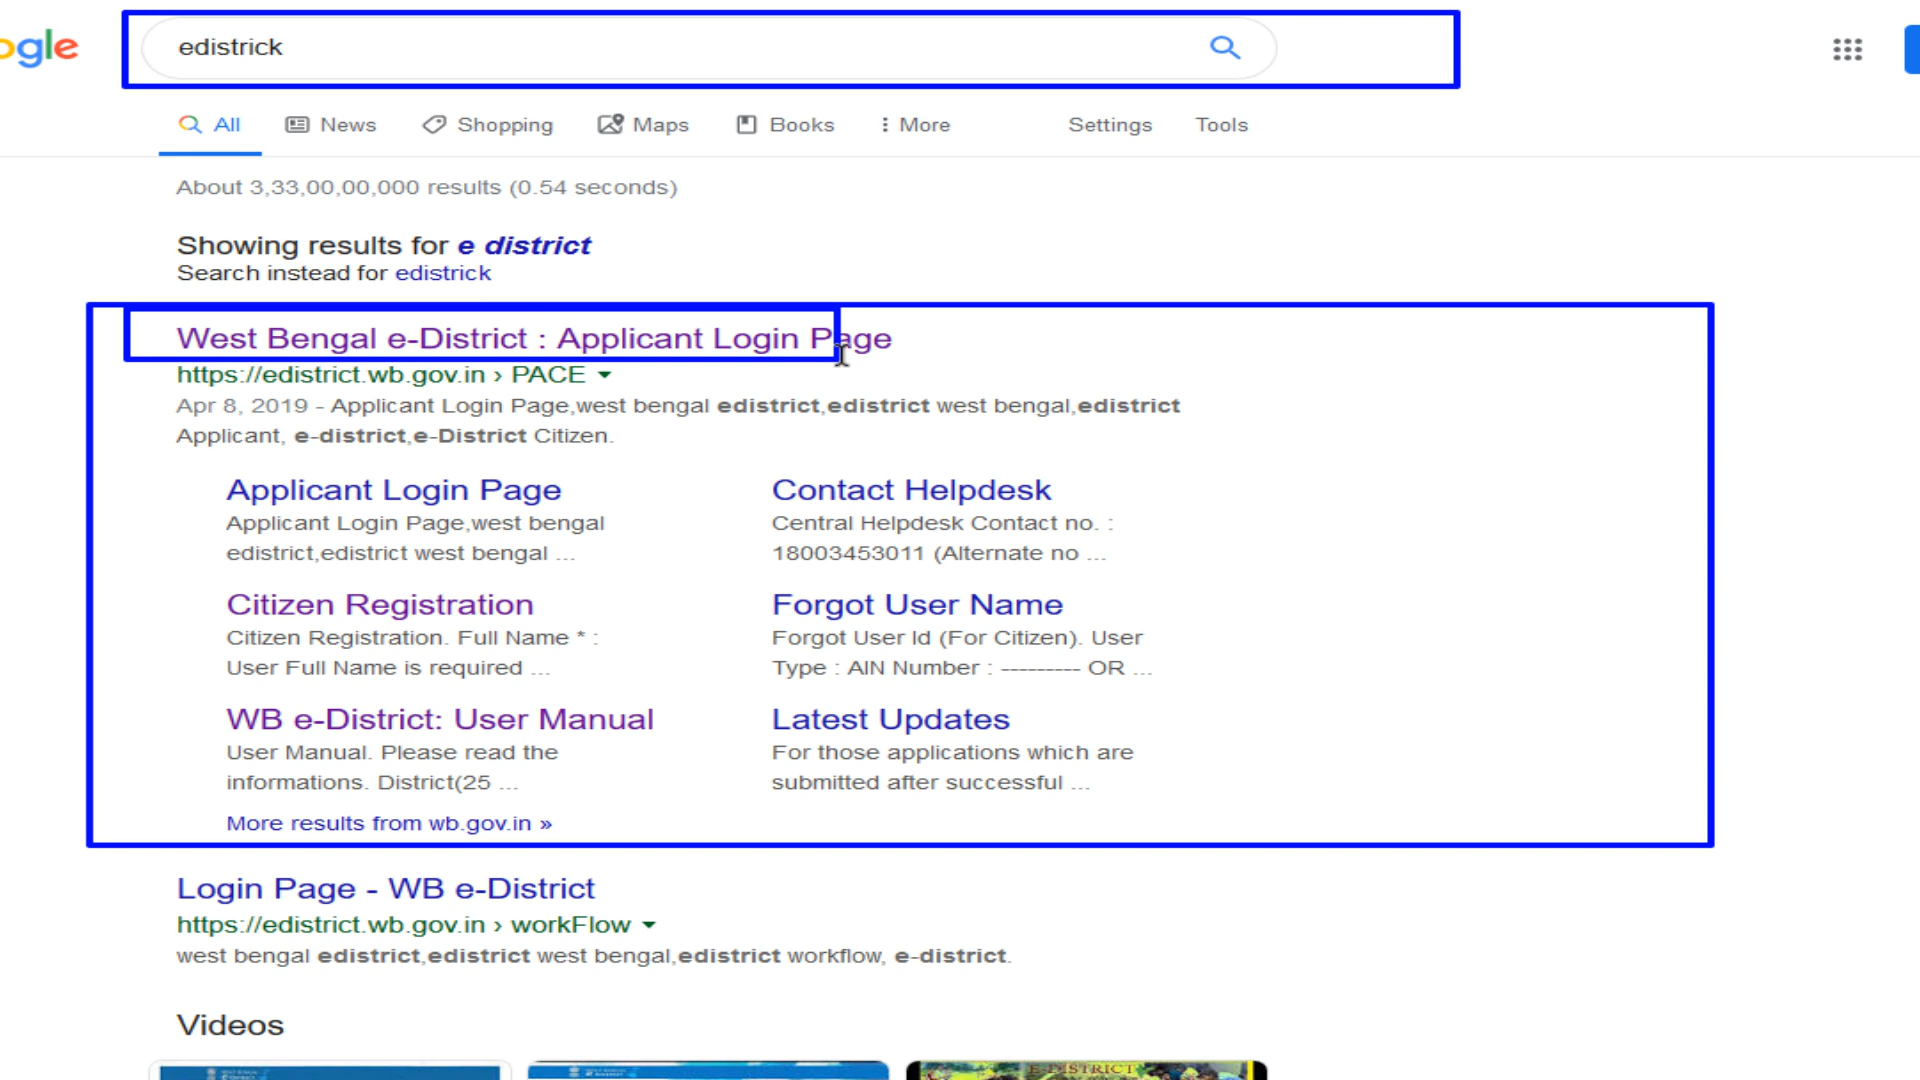 ogle
edistrick
All News Shopping Maps Books More Settings Tools
About 3,33,00,00,000 results (0.54 seconds)
Showing results for e district
Search instead for edistrick
West Bengal e-District : Applicant Login Page
https://edistrict.wb.gov.in › PACE
Apr 8, 2019 - Applicant Login Page,west bengal edistrict,edistrict west bengal,edistrict
Applicant, e-district,e-District Citizen.
Applicant Login Page
Applicant Login Page,west bengal
edistrict,edistrict west bengal ...
Contact Helpdesk
Central Helpdesk Contact no. :
18003453011 (Alternate no ...
Citizen Registration
Citizen Registration. Full Name * :
User Full Name is required ...
Forgot User Name
Forgot User Id (For Citizen). User
Type : AIN Number : --------- OR ...
WB e-District: User Manual
User Manual. Please read the
informations. District(25 ...
Latest Updates
For those applications which are
submitted after successful ...
More results from wb.gov.in »
Login Page - WB e-District
https://edistrict.wb.gov.in › workFlow
west bengal edistrict,edistrict west bengal,edistrict workflow, e-district.
Videos
E-DISTRICT